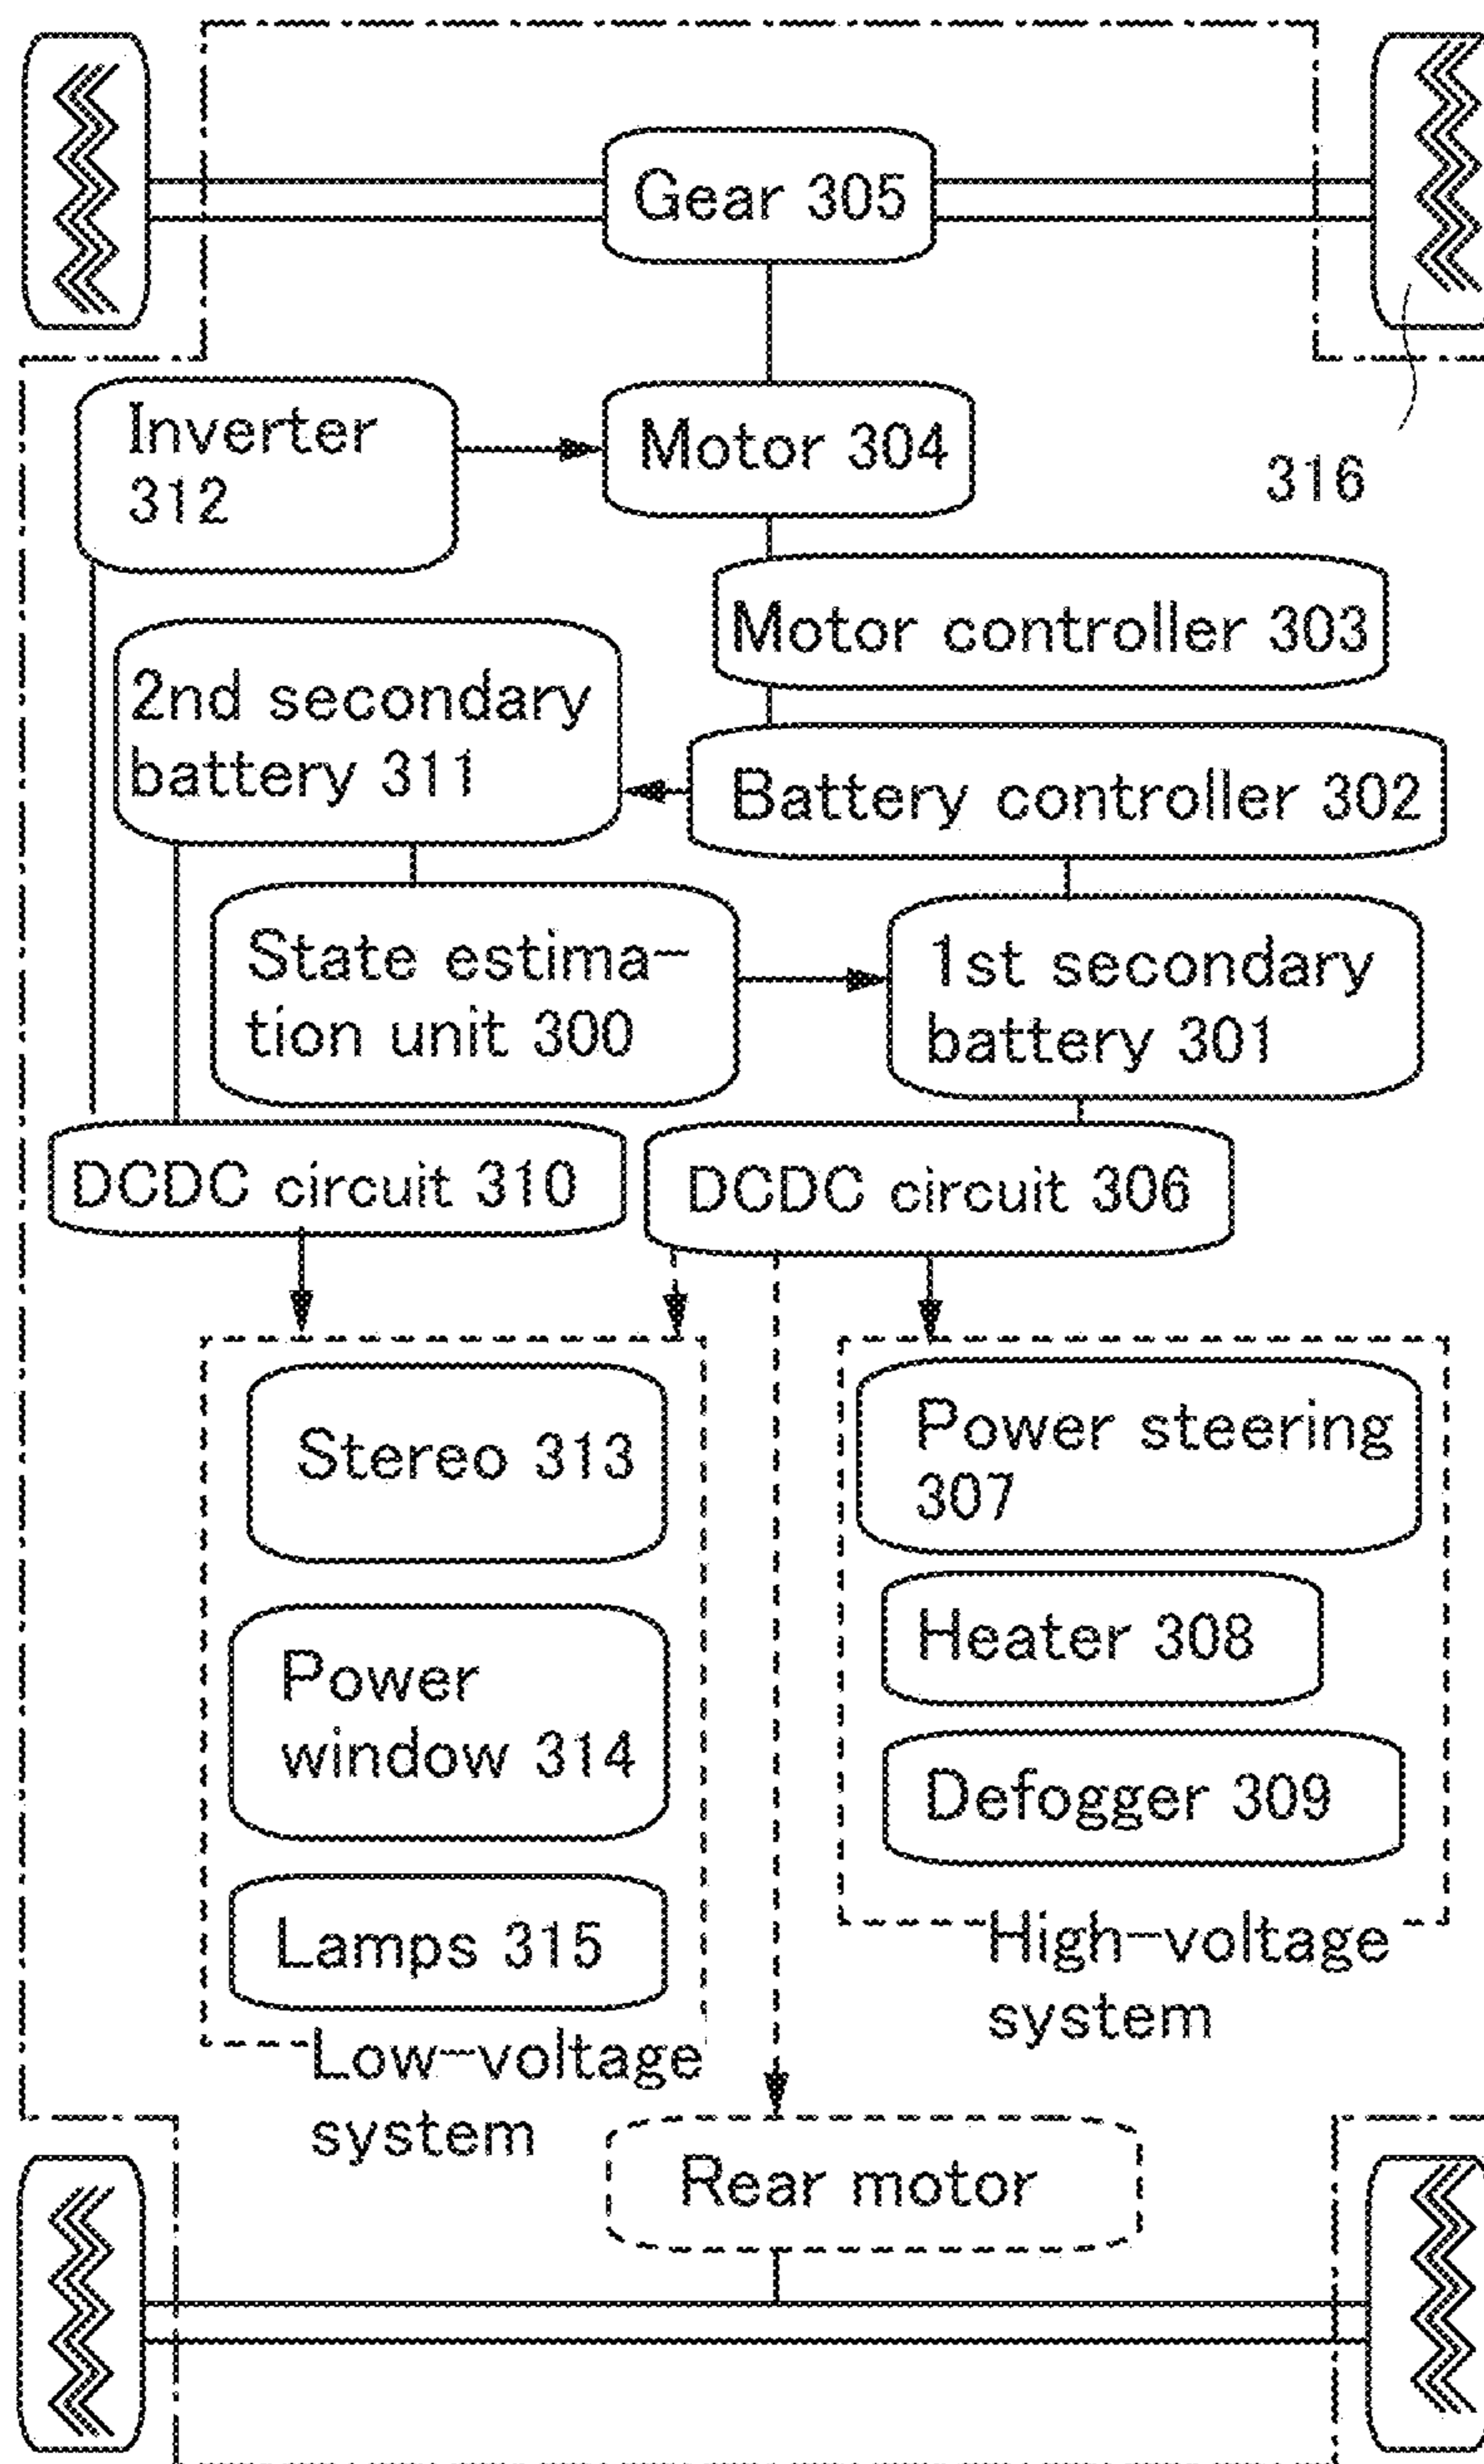 Gear 305
Inverter
312
Motor 304
316
Motor controller 303
2nd secondary
battery 311
Battery controller 302
State estima-
tion unit 300
1st secondary
battery 301
DCDC circuit 310
DCDC circuit 306
Stereo 313
Power
window 314
Lamps 315
Low-voltage
system
Power steering
307
Heater 308
Defogger 309
High-voltage
system
Rear motor